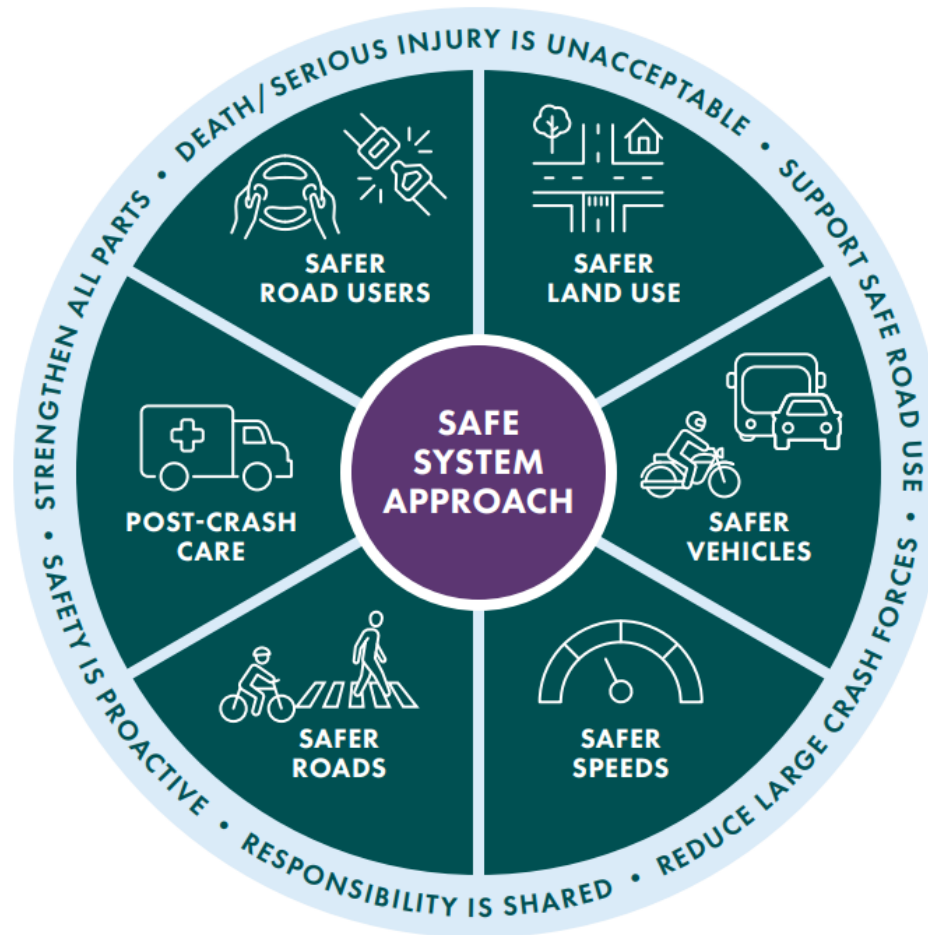 DEATH/SERIOUS INJURY IS UNACCEPTABLE • SUPPORT SAFE ROAD USE • REDUCE LARGE CRASH FORCES • RESPONSIBILITY IS SHARED • SAFETY IS PROACTIVE • STRENGTHEN ALL PARTS •
SAFER
ROAD USERS
SAFER
LAND USE
SAFE
SYSTEM
APPROACH
POST-CRASH
CARE
SAFER
VEHICLES
SAFER
ROADS
SAFER
SPEEDS